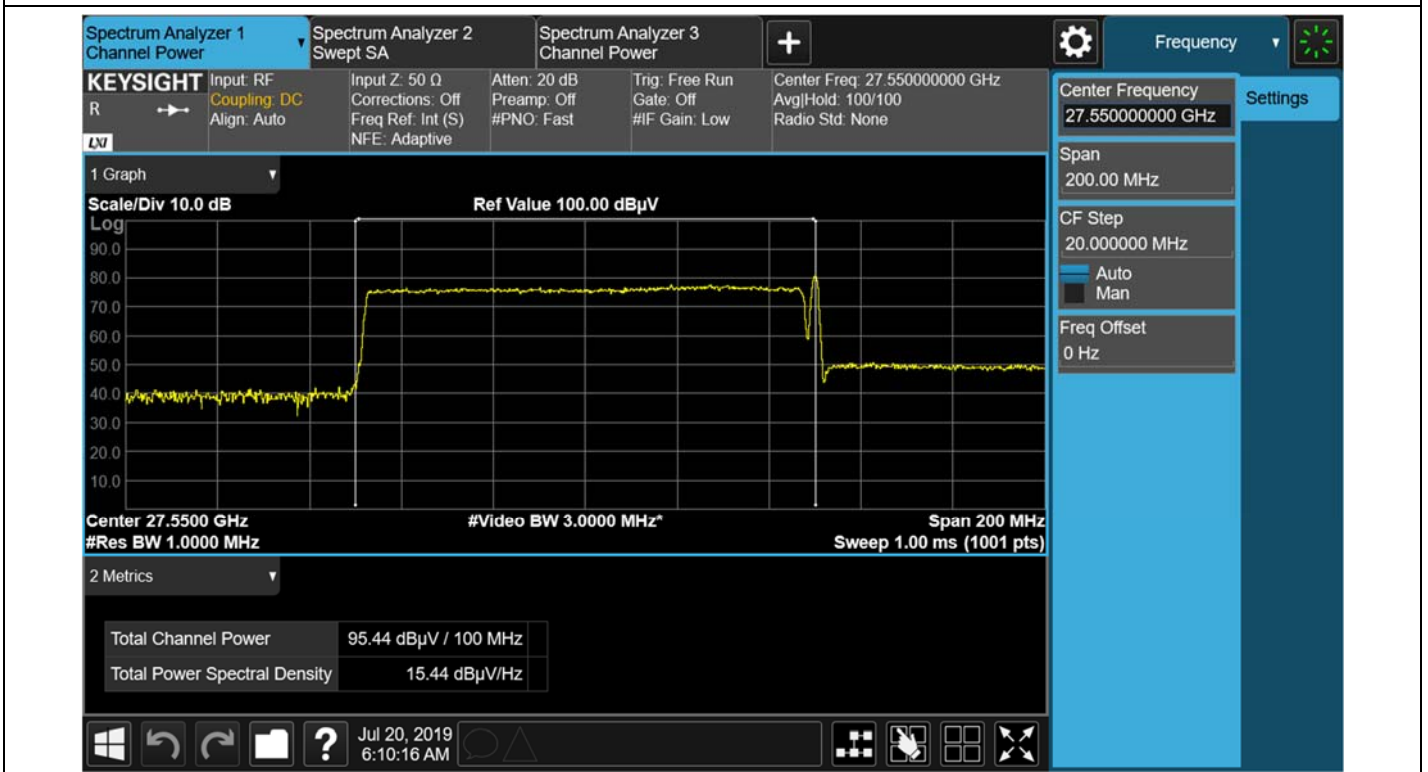 Spectrum Analyzer 1
Channel Power
Spectrum Analyzer 2
Swept SA
Spectrum Analyzer 3
Channel Power
Frequency
KEYSIGHT
R
LXI
Input: RF
Coupling: DC
Align: Auto
Input Z: 50 Ω
Corrections: Off
Freq Ref: Int (S)
NFE: Adaptive
Atten: 20 dB
Preamp: Off
#PNO: Fast
Trig: Free Run
Gate: Off
#IF Gain: Low
Center Freq: 27.550000000 GHz
Avg|Hold: 100/100
Radio Std: None
Center Frequency
27.550000000 GHz
Settings
Span
200.00 MHz
CF Step
20.000000 MHz
Auto
Man
Freq Offset
0 Hz
1 Graph
Scale/Div 10.0 dB
Ref Value 100.00 dBµV
Log
90.0
80.0
70.0
60.0
50.0
40.0
30.0
20.0
10.0
Center 27.5500 GHz
#Video BW 3.0000 MHz*
Span 200 MHz
#Res BW 1.0000 MHz
Sweep 1.00 ms (1001 pts)
2 Metrics
Total Channel Power 95.44 dBµV / 100 MHz
Total Power Spectral Density 15.44 dBµV/Hz
?
Jul 20, 2019
6:10:16 AM